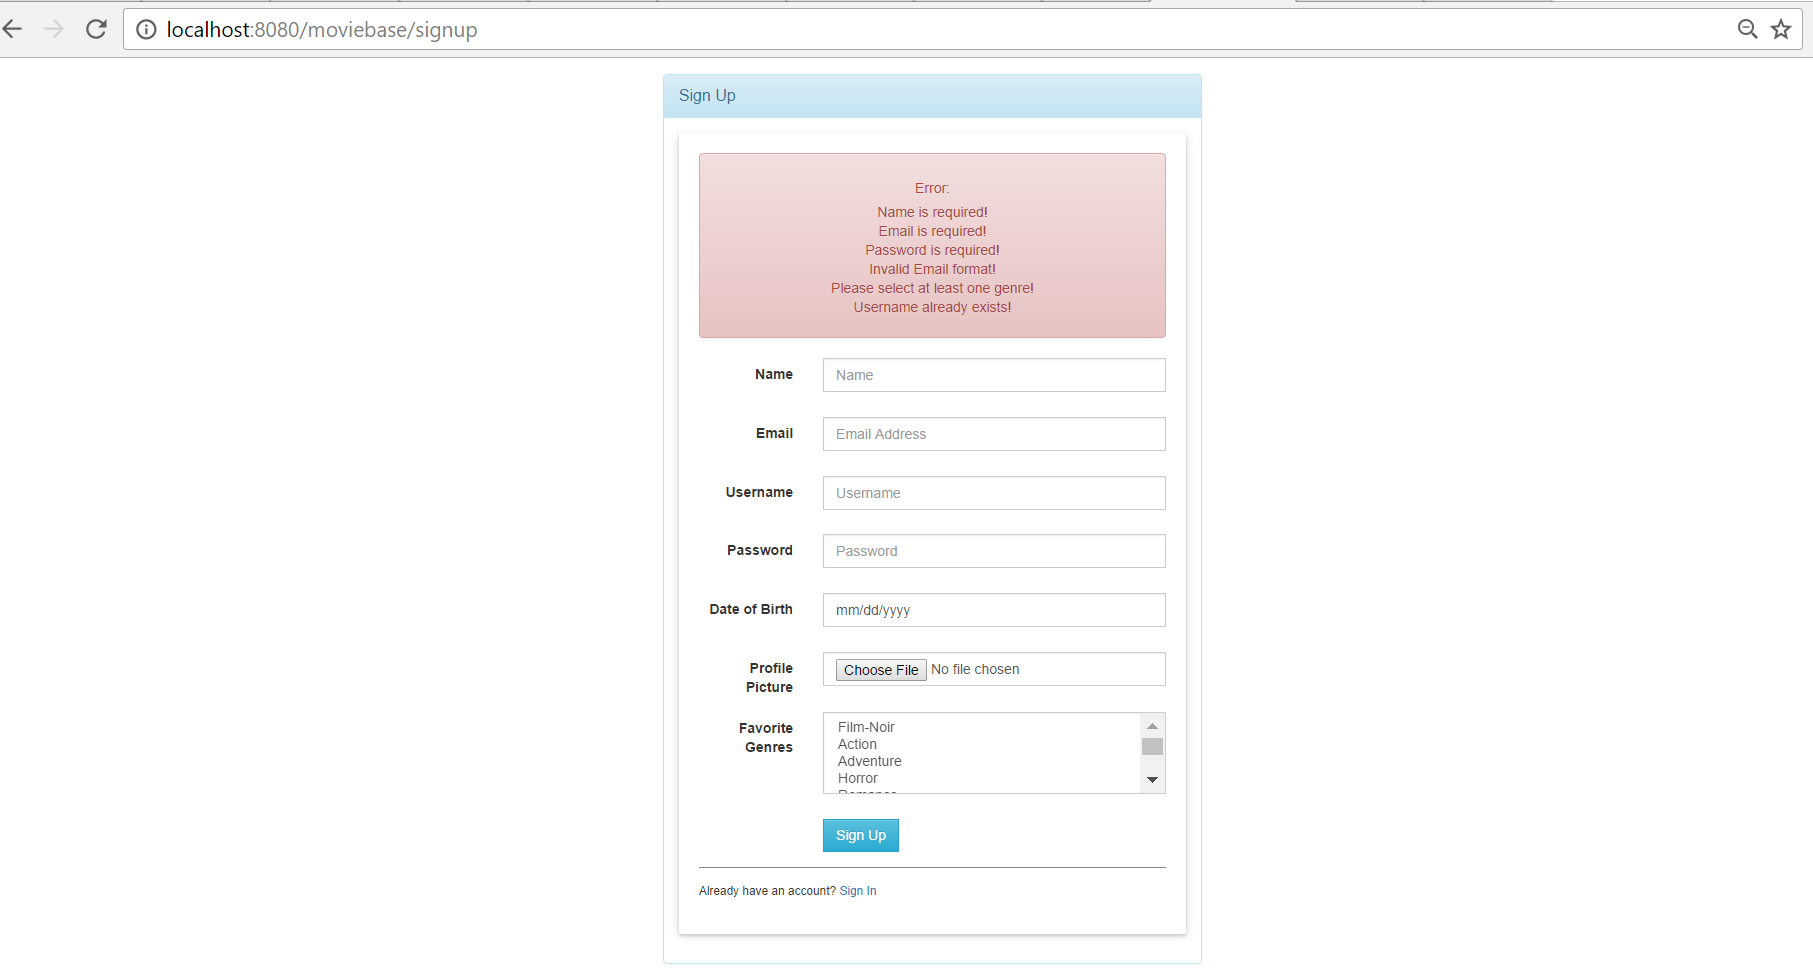 localhost:8080/moviebase/signup
Sign Up
Error:
Name is required!
Email is required!
Password is required!
Invalid Email format!
Please select at least one genre!
Username already exists!
Name Name
Email Email Address
Username Username
Password Password
Date of Birth mm/dd/yyyy
Profile
Picture
Choose File No file chosen
Favorite
Genres
Film-Noir
Action
Adventure
Horror
Sign Up
Already have an account? Sign In